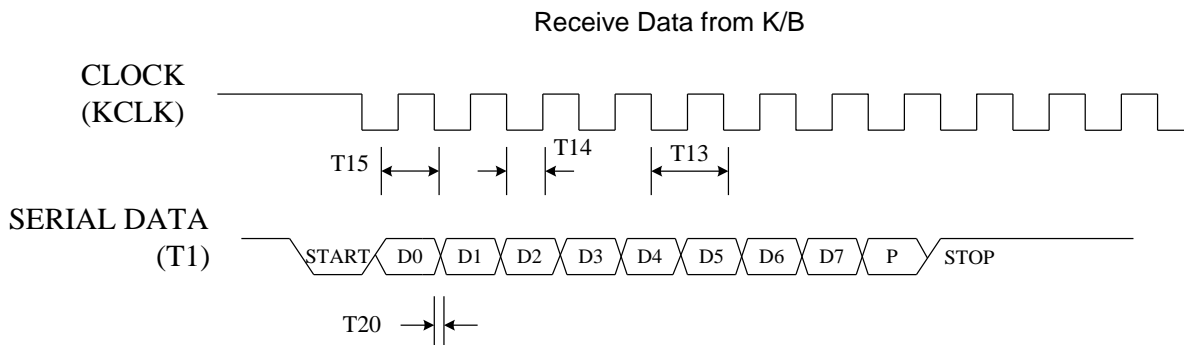 Receive Data from K/B
CLOCK
(KCLK)
T15
T14
T13
SERIAL DATA
(T1)
START
D0
D1
D2
D3
D4
D5
D6
D7
P
STOP
T20